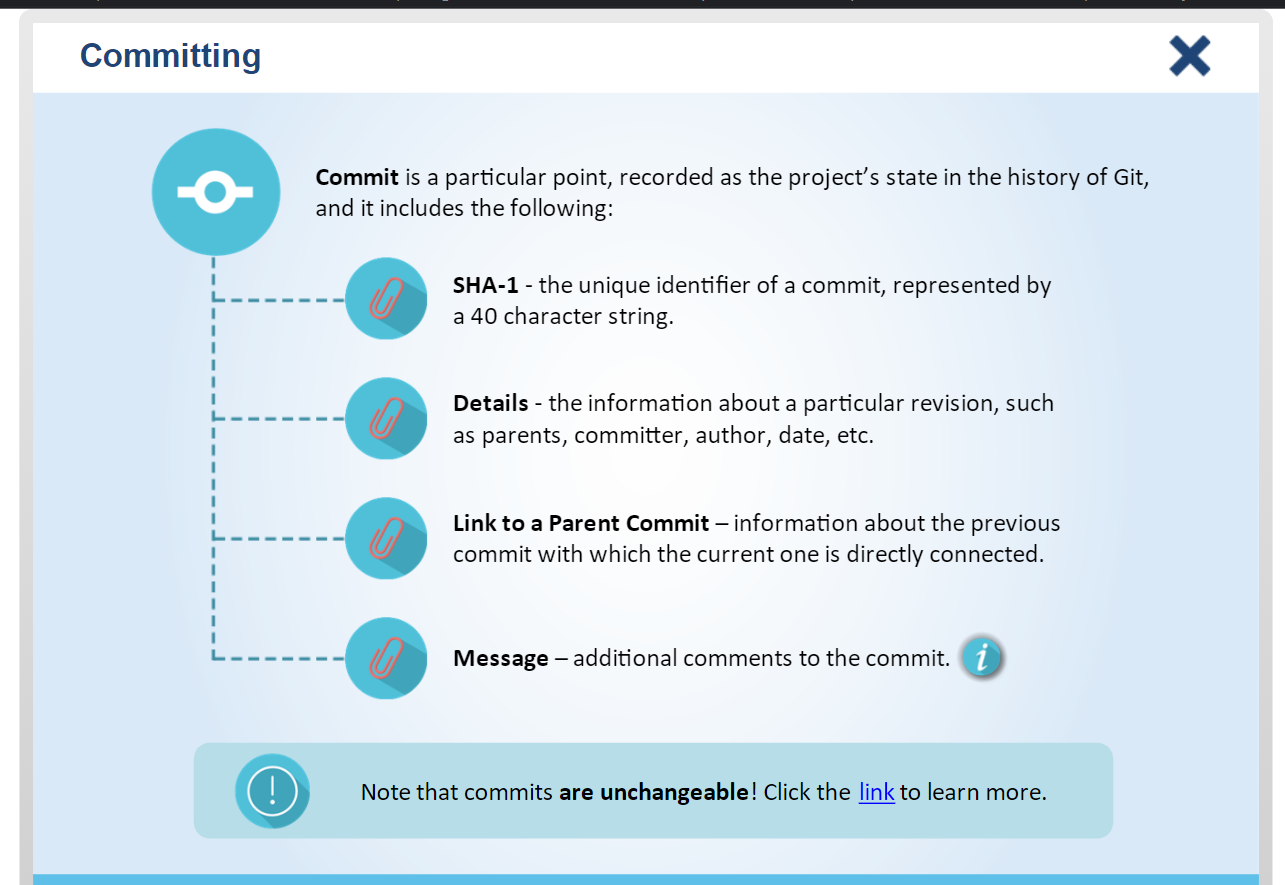 Committing
Commit is a particular point, recorded as the project’s state in the history of Git,
and it includes the following:
SHA-1 - the unique identifier of a commit, represented by
a 40 character string.
Details - the information about a particular revision, such
as parents, committer, author, date, etc.
Link to a Parent Commit – information about the previous
commit with which the current one is directly connected.
Message – additional comments to the commit. i
Note that commits are unchangeable! Click the link to learn more.